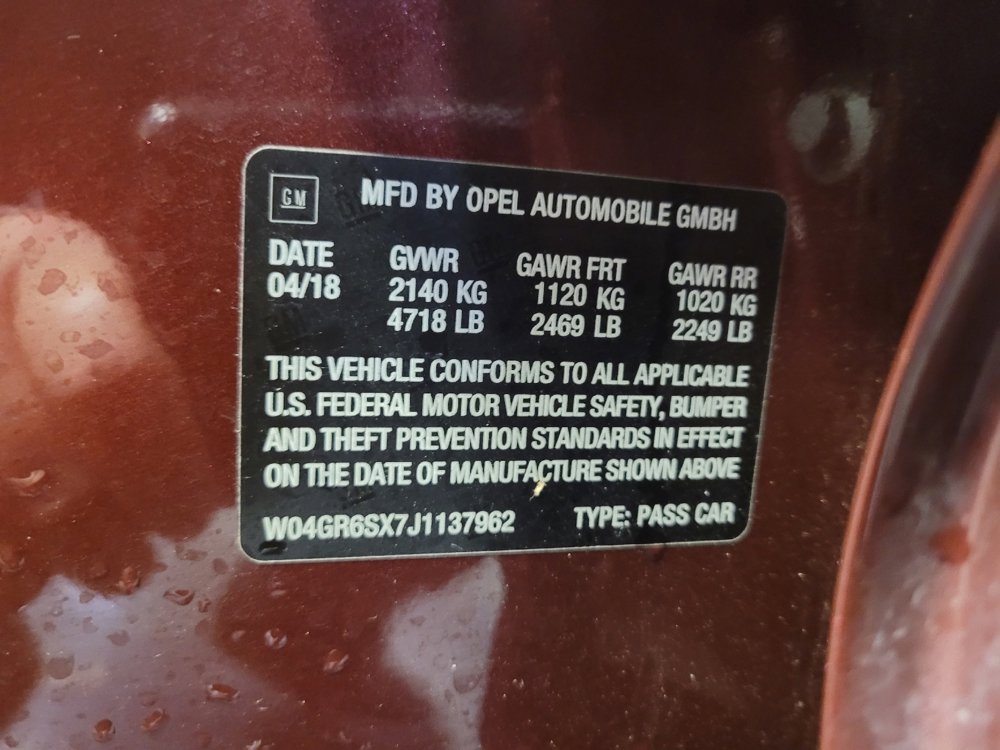 GM
MFD BY OPEL AUTOMOBILE GMBH
DATE GVWR GAWR FRT GAWR RR
04/18 2140 KG 1120 KG 1020 KG
4718 LB 2469 LB 2249 LB
THIS VEHICLE CONFORMS TO ALL APPLICABLE
U.S. FEDERAL MOTOR VEHICLE SAFETY, BUMPER
AND THEFT PREVENTION STANDARDS IN EFFECT
ON THE DATE OF MANUFACTURE SHOWN ABOVE
W04GR6SX7J1137962 TYPE: PASS CAR